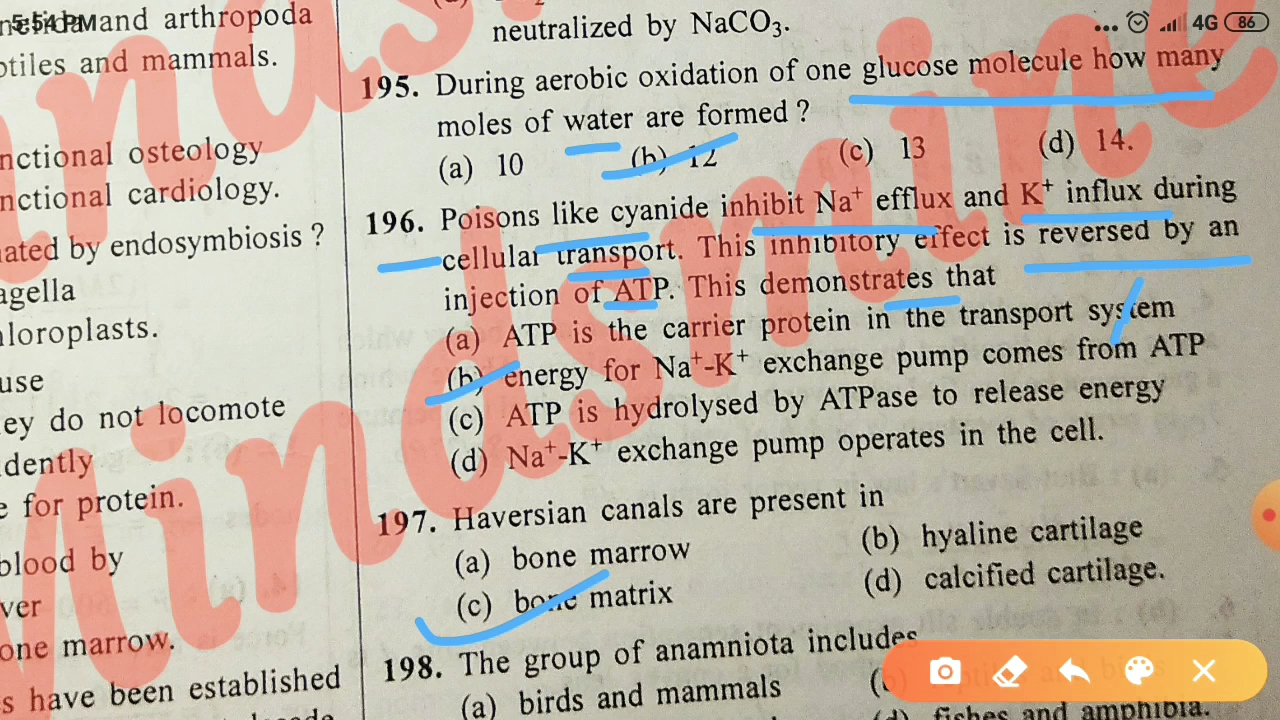 5:54 PM
4G 86
and arthropoda
ptiles and mammals.
nctional osteology
nctional cardiology.
ated by endosymbiosis ?
agella
hloroplasts.
use
ey do not locomote
dently
e for protein.
blood by
ver
one marrow.
s have been established
neutralized by NaCO3.
195. During aerobic oxidation of one glucose molecule how many
moles of water are formed ?
(a) 10 (b) 12 (c) 13 (d) 14.
196. Poisons like cyanide inhibit Na+ efflux and K+ influx during
cellular transport. This inhibitory effect is reversed by an
injection of ATP. This demonstrates that
(a) ATP is the carrier protein in the transport system
(b) energy for Na+-K+ exchange pump comes from ATP
(c) ATP is hydrolysed by ATPase to release energy
(d) Na+-K+ exchange pump operates in the cell.
197. Haversian canals are present in
(a) bone marrow (b) hyaline cartilage
(c) bone matrix (d) calcified cartilage.
198. The group of anamniota includes
(a) birds and mammals
(d) fishes and amphibia.
Mindsmine